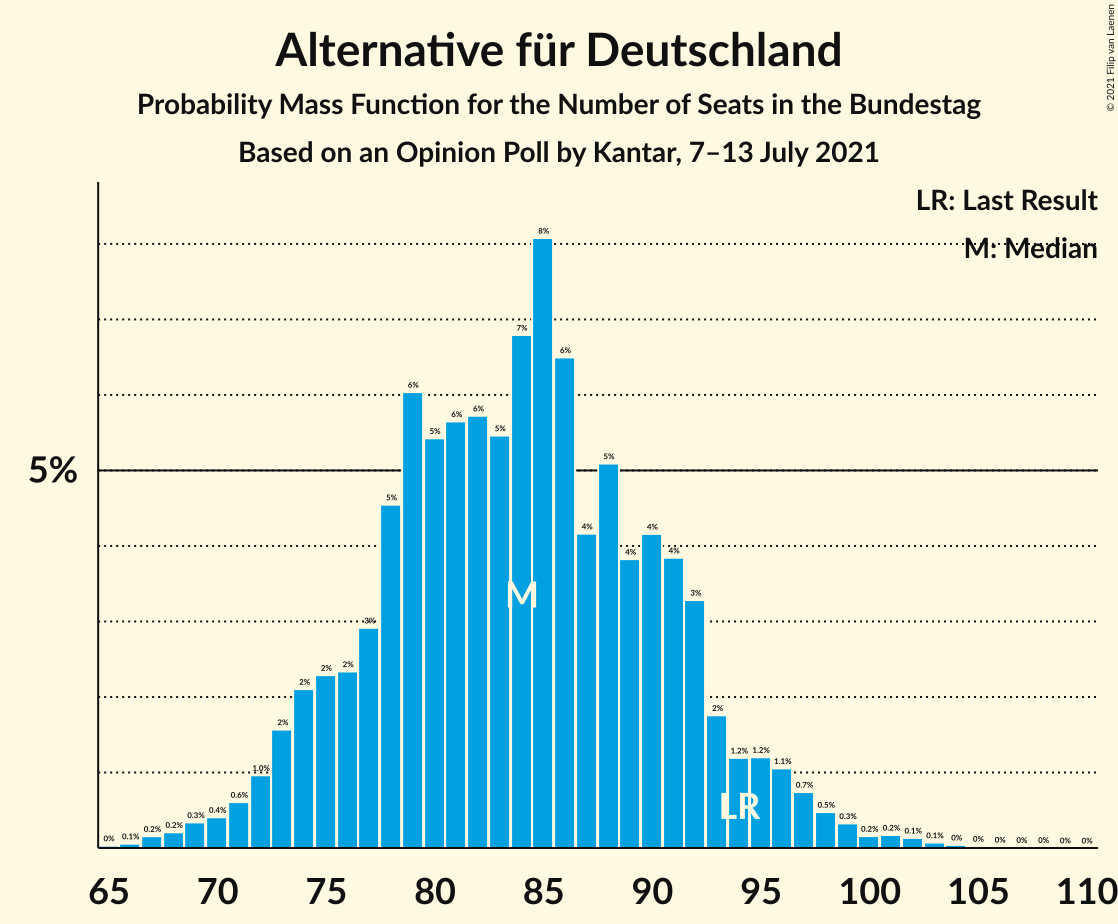 Alternative für Deutschland
Probability Mass Function for the Number of Seats in the Bundestag
Based on an Opinion Poll by Kantar, 7–13 July 2021
© 2021 Filip van Laenen
LR: Last Result
M: Median
5%
0% 0.1% 0.2% 0.2% 0.3% 0.4% 0.6% 1.0% 2% 2% 2% 2% 3% 5% 6% 5% 6% 6% 5% 7% 8% 6% 4% 5% 4% 4% 4% 3% 2% 1.2% 1.2% 1.1% 0.7% 0.5% 0.3% 0.2% 0.2% 0.1% 0.1% 0% 0% 0% 0% 0% 0% 0%
M
LR
65 70 75 80 85 90 95 100 105 110